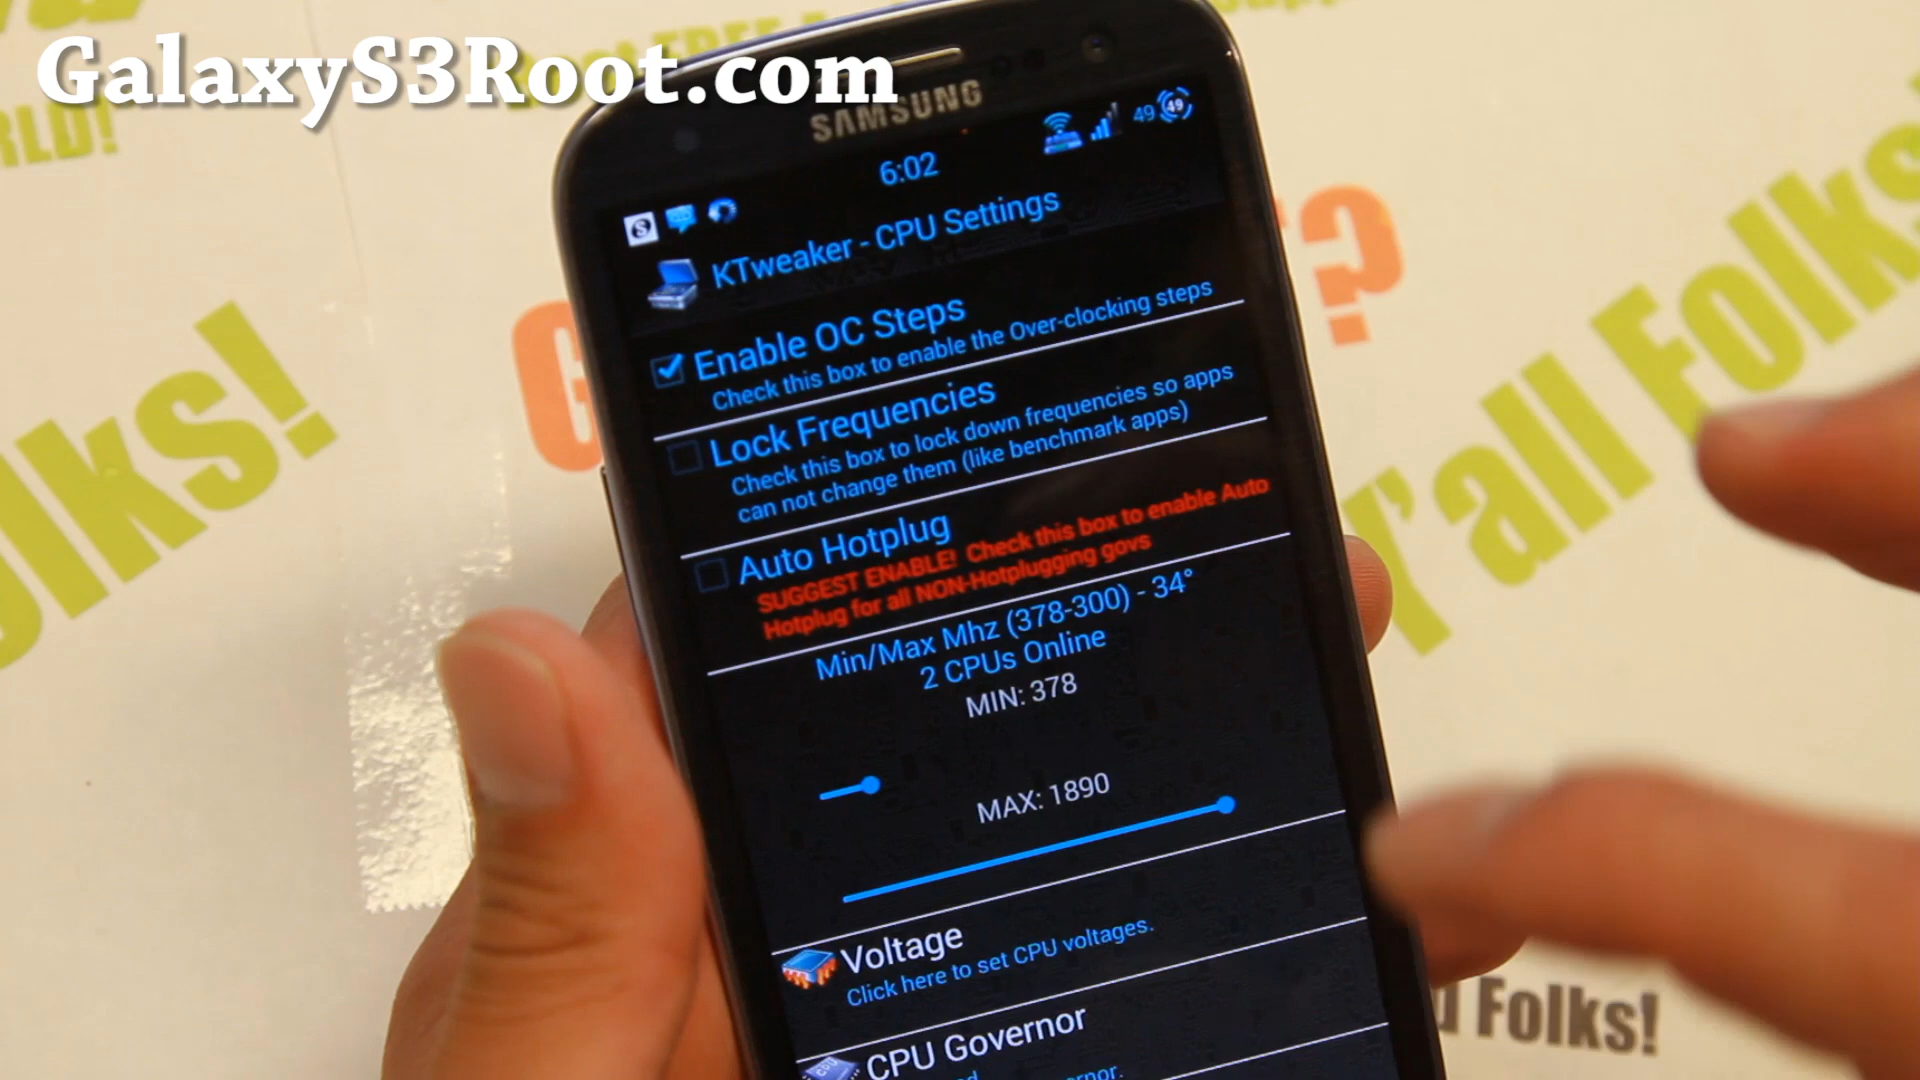 GalaxyS3Root.com
RLD!
SAMSUNG
6:02
49
49
KTweaker - CPU Settings
Enable OC Steps
Check this box to enable the Over-clocking steps
Lock Frequencies
Check this box to lock down frequencies so apps
can not change them (like benchmark apps)
Auto Hotplug
SUGGEST ENABLE! Check this box to enable Auto
Hotplug for all NON-Hotplugging govs
Min/Max Mhz (378-300) - 34°
2 CPUs Online
MIN: 378
MAX: 1890
Voltage
Click here to set CPU voltages.
CPU Governor
olks!
G
?
Y'all Folks
d Folks!